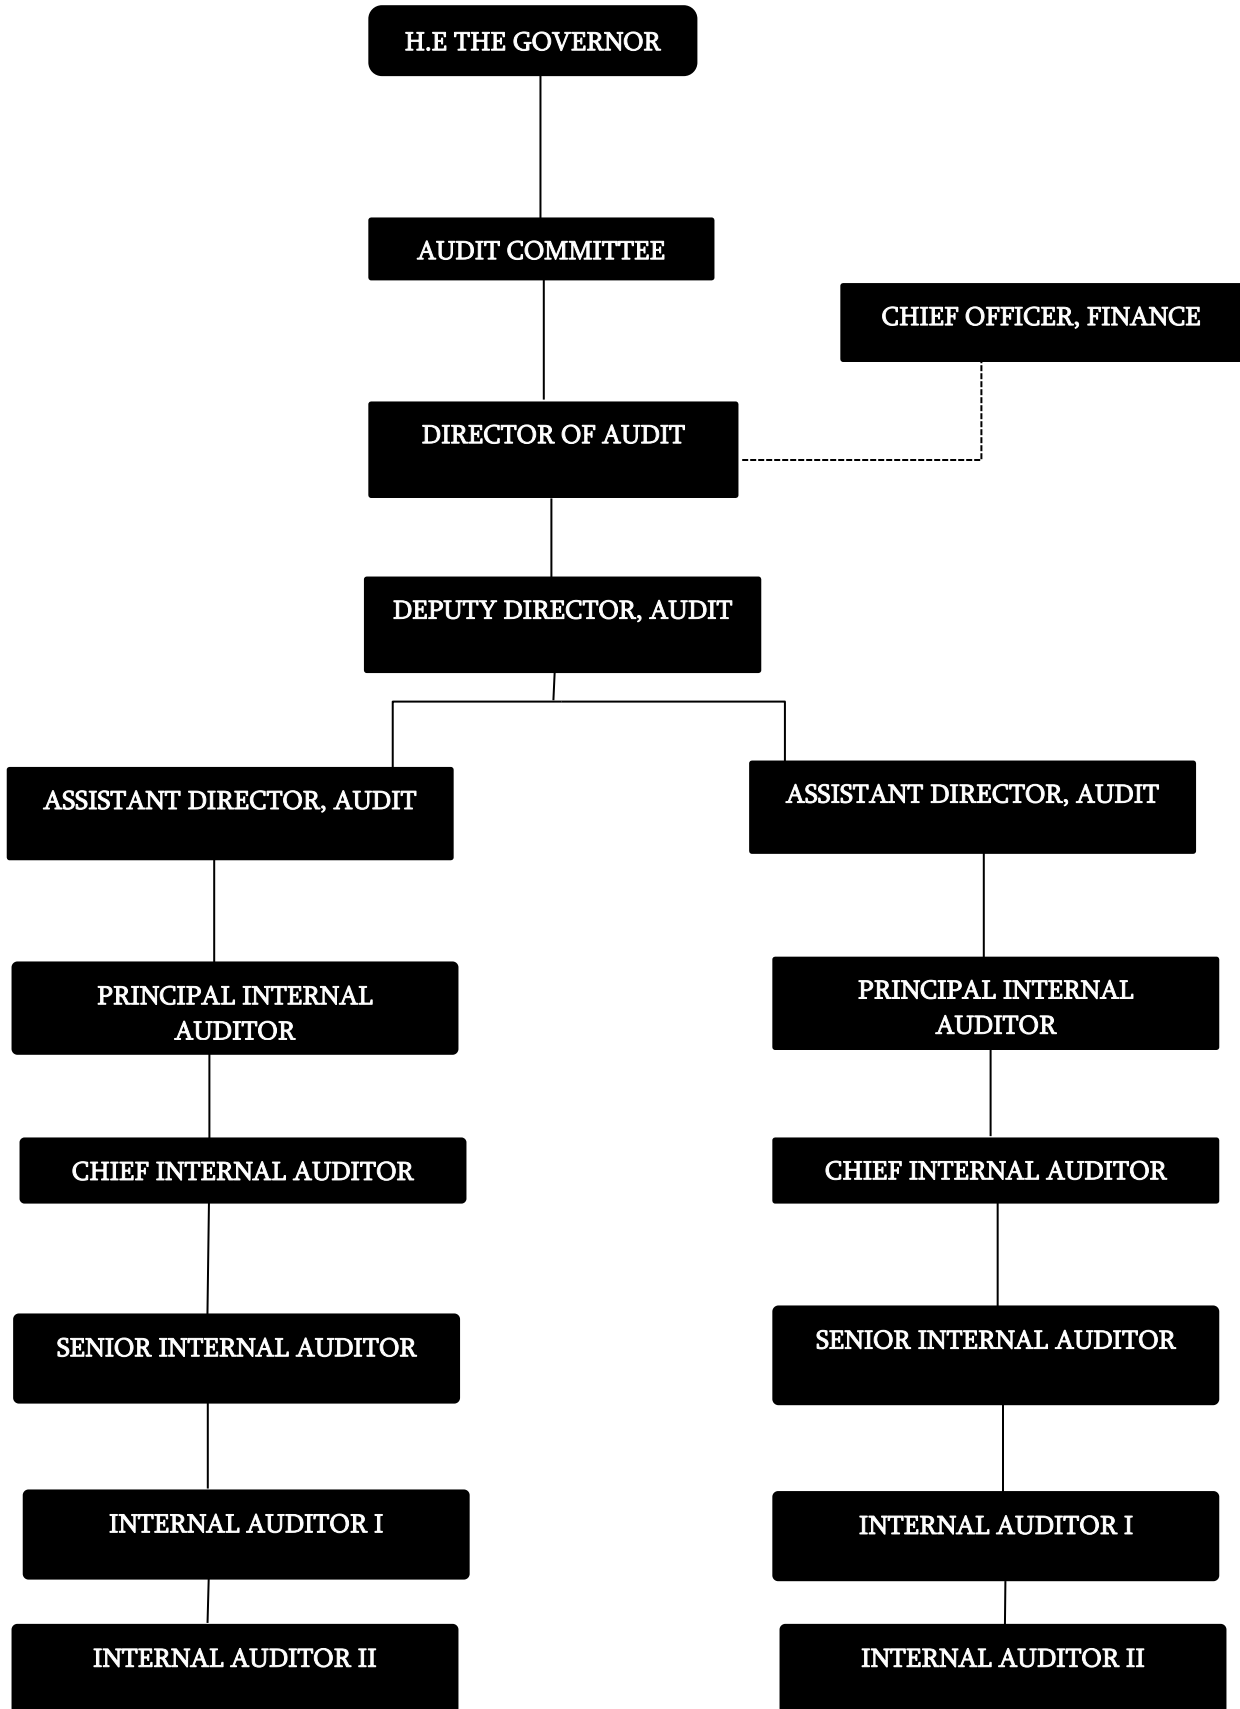 H.E THE GOVERNOR
AUDIT COMMITTEE
CHIEF OFFICER, FINANCE
DIRECTOR OF AUDIT
DEPUTY DIRECTOR, AUDIT
ASSISTANT DIRECTOR, AUDIT
ASSISTANT DIRECTOR, AUDIT
PRINCIPAL INTERNAL
AUDITOR
PRINCIPAL INTERNAL
AUDITOR
CHIEF INTERNAL AUDITOR
CHIEF INTERNAL AUDITOR
SENIOR INTERNAL AUDITOR
SENIOR INTERNAL AUDITOR
INTERNAL AUDITOR I
INTERNAL AUDITOR I
INTERNAL AUDITOR II
INTERNAL AUDITOR II